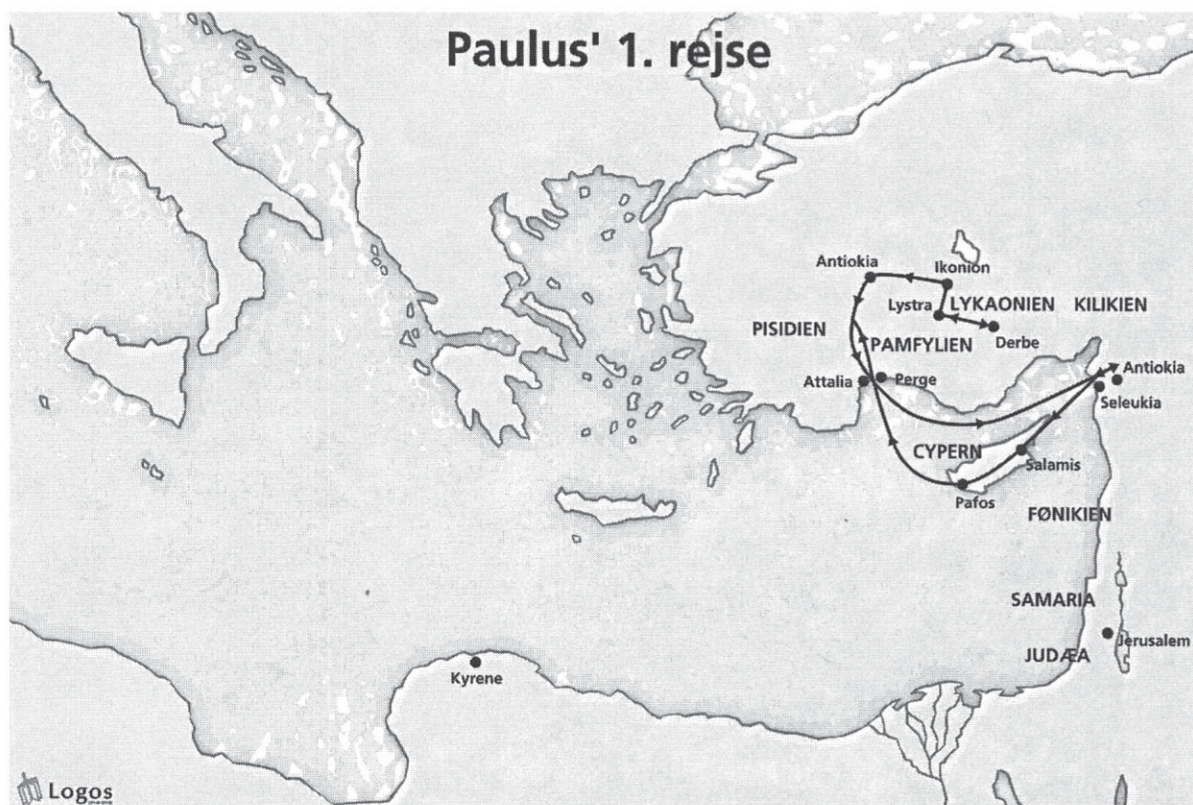 Paulus' 1. rejse
Antiokia
Ikonion
Lystra
LYKAONIEN
KILIKIEN
PISIDIEN
PAMFYLIEN
Derbe
Attalia
Perge
Antiokia
Seleukia
CYPERN
Salamis
Pafos
FØNIKIEN
SAMARIA
Jerusalem
JUDÆA
Kyrene
Logos